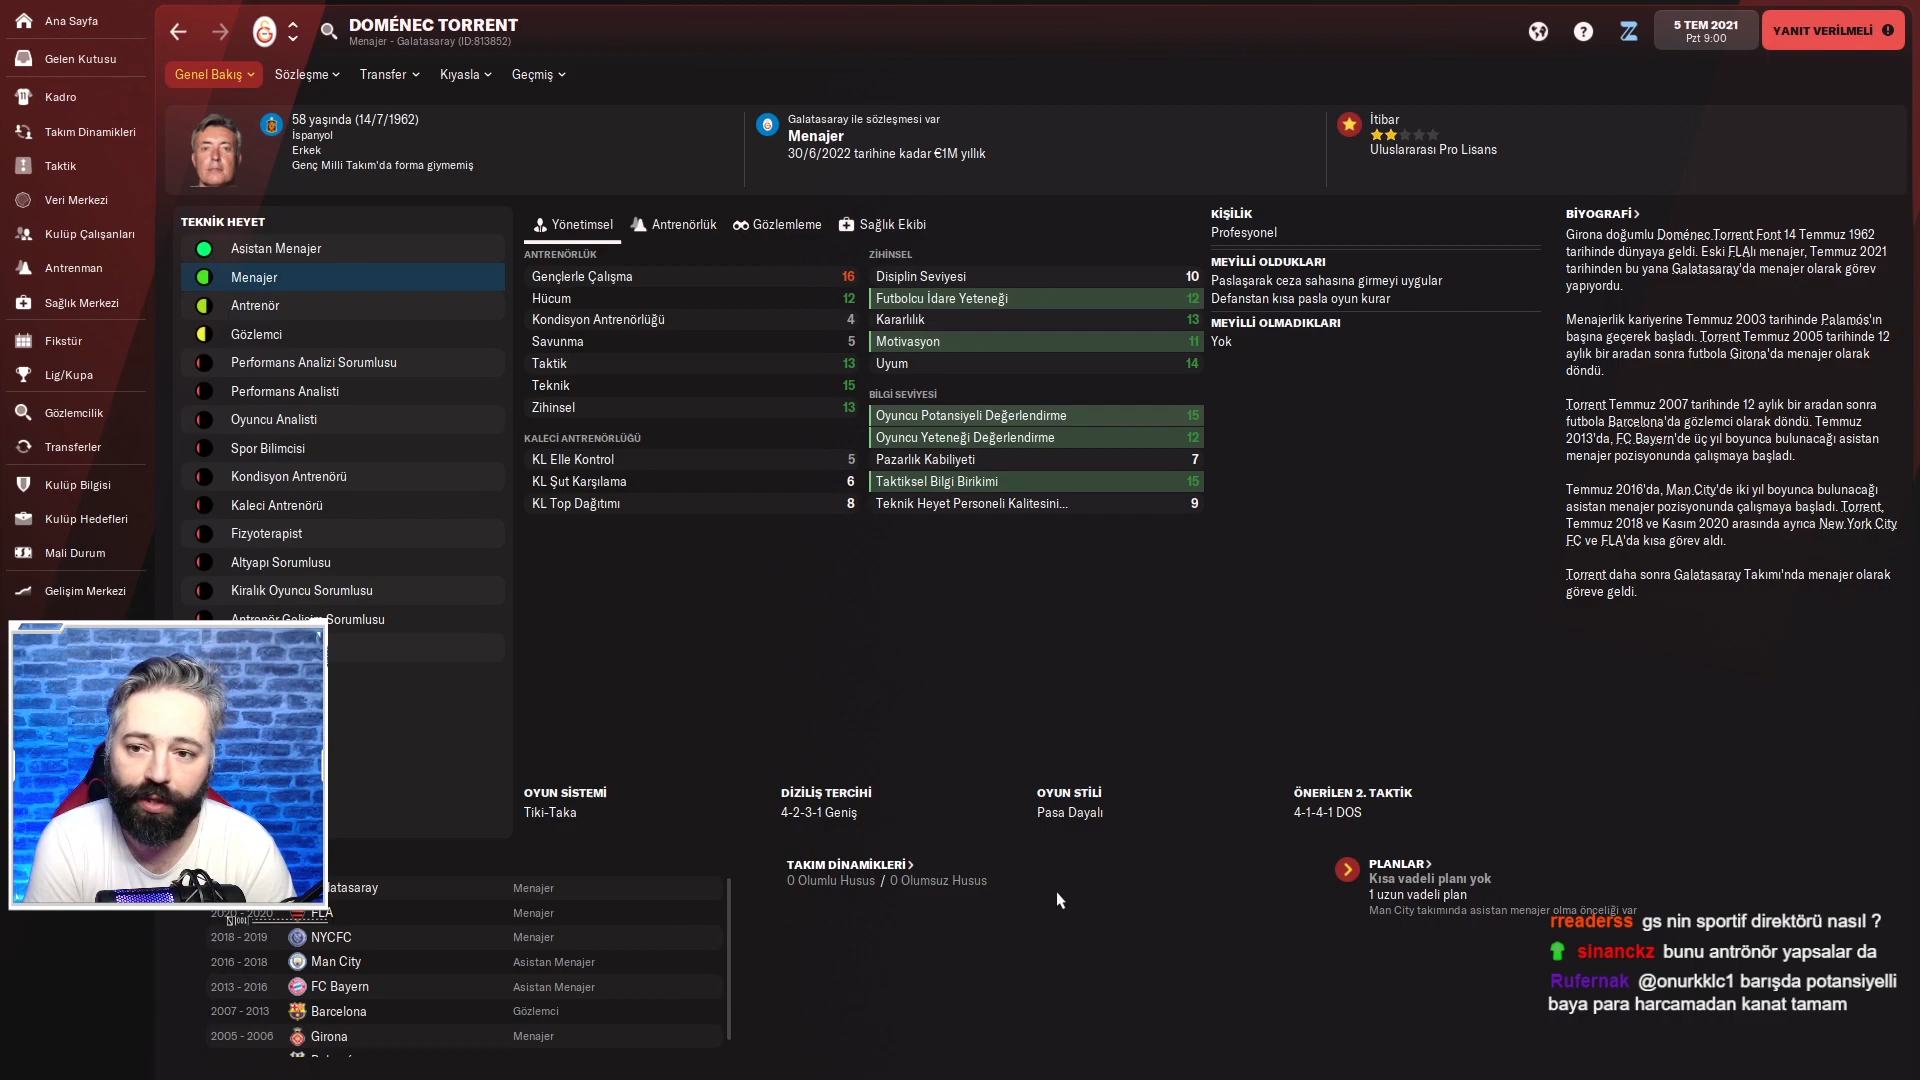 Ana Sayfa
Gelen Kutusu
Kadro
Takım Dinamikleri
Taktik
Veri Merkezi
Kulüp Çalışanları
Antrenman
Sağlık Merkezi
Fikstür
Lig/Kupa
Gözlemcilik
Transferler
Kulüp Bilgisi
Kulüp Hedefleri
Mali Durum
Gelişim Merkezi
DOMÉNEC TORRENT
Menajer - Galatasaray (ID:813852)
5 TEM 2021
Pzt 9:00
YANIT VERİLMELİ
Genel Bakış
Sözleşme
Transfer
Kıyasla
Geçmiş
58 yaşında (14/7/1962)
İspanyol
Erkek
Genç Milli Takım'da forma giymemiş
Galatasaray ile sözleşmesi var
Menajer
30/6/2022 tarihine kadar €1M yıllık
İtibar
Uluslararası Pro Lisans
TEKNİK HEYET
Asistan Menajer
Menajer
Antrenör
Gözlemci
Performans Analizi Sorumlusu
Performans Analisti
Oyuncu Analisti
Spor Bilimcisi
Kondisyon Antrenörü
Kaleci Antrenörü
Fizyoterapist
Altyapı Sorumlusu
Kiralık Oyuncu Sorumlusu
Antrenör Gelişim Sorumlusu
Yönetimsel
Antrenörlük
Gözlemleme
Sağlık Ekibi
ANTRENÖRLÜK
Gençlerle Çalışma 16
Hücum 12
Kondisyon Antrenörlüğü 4
Savunma 5
Taktik 13
Teknik 15
Zihinsel 13
KALECİ ANTRENÖRLÜĞÜ
KL Elle Kontrol 5
KL Şut Karşılama 6
KL Top Dağıtımı 8
ZİHİNSEL
Disiplin Seviyesi 10
Futbolcu İdare Yeteneği 12
Kararlılık 13
Motivasyon 11
Uyum 14
BİLGİ SEVİYESİ
Oyuncu Potansiyeli Değerlendirme 15
Oyuncu Yeteneği Değerlendirme 12
Pazarlık Kabiliyeti 7
Taktiksel Bilgi Birikimi 15
Teknik Heyet Personeli Kalitesini... 9
KİŞİLİK
Profesyonel
MEYİLLİ OLDUKLARI
Paslaşarak ceza sahasına girmeyi uygular
Defanstan kısa pasla oyun kurar
MEYİLLİ OLMADIKLARI
Yok
BİYOGRAFİ
Girona doğumlu Doménec Torrent Font 14 Temmuz 1962
tarihinde dünyaya geldi. Eski FLAlı menajer, Temmuz 2021
tarihinden bu yana Galatasaray'da menajer olarak görev
yapıyordu.
Menajerlik kariyerine Temmuz 2003 tarihinde Palamós'ın
başına geçerek başladı. Torrent Temmuz 2005 tarihinde 12
aylık bir aradan sonra futbola Girona'da menajer olarak
döndü.
Torrent Temmuz 2007 tarihinde 12 aylık bir aradan sonra
futbola Barcelona'da gözlemci olarak döndü. Temmuz
2013'da, FC Bayern'de üç yıl boyunca bulunacağı asistan
menajer pozisyonunda çalışmaya başladı.
Temmuz 2016'da, Man City'de iki yıl boyunca bulunacağı
asistan menajer pozisyonunda çalışmaya başladı. Torrent,
Temmuz 2018 ve Kasım 2020 arasında ayrıca New York City
FC ve FLA'da kısa görev aldı.
Torrent daha sonra Galatasaray Takımı'nda menajer olarak
göreve geldi.
OYUN SİSTEMİ
Tiki-Taka
DİZİLİŞ TERCİHİ
4-2-3-1 Geniş
OYUN STİLİ
Pasa Dayalı
ÖNERİLEN 2. TAKTİK
4-1-4-1 DOS
latasaray Menajer
2020 - 2020 FLA Menajer
2018 - 2019 NYCFC Menajer
2016 - 2018 Man City Asistan Menajer
2013 - 2016 FC Bayern Asistan Menajer
2007 - 2013 Barcelona Gözlemci
2005 - 2006 Girona Menajer
TAKIM DİNAMİKLERİ
0 Olumlu Husus / 0 Olumsuz Husus
PLANLAR
Kısa vadeli planı yok
1 uzun vadeli plan
Man City takımında asistan menajer olma önceliği var
rreaderss gs nin sportif direktörü nasıl ?
sinanckz bunu antrönör yapsalar da
Rufernak @onurkklc1 barışda potansiyelli
baya para harcamadan kanat tamam